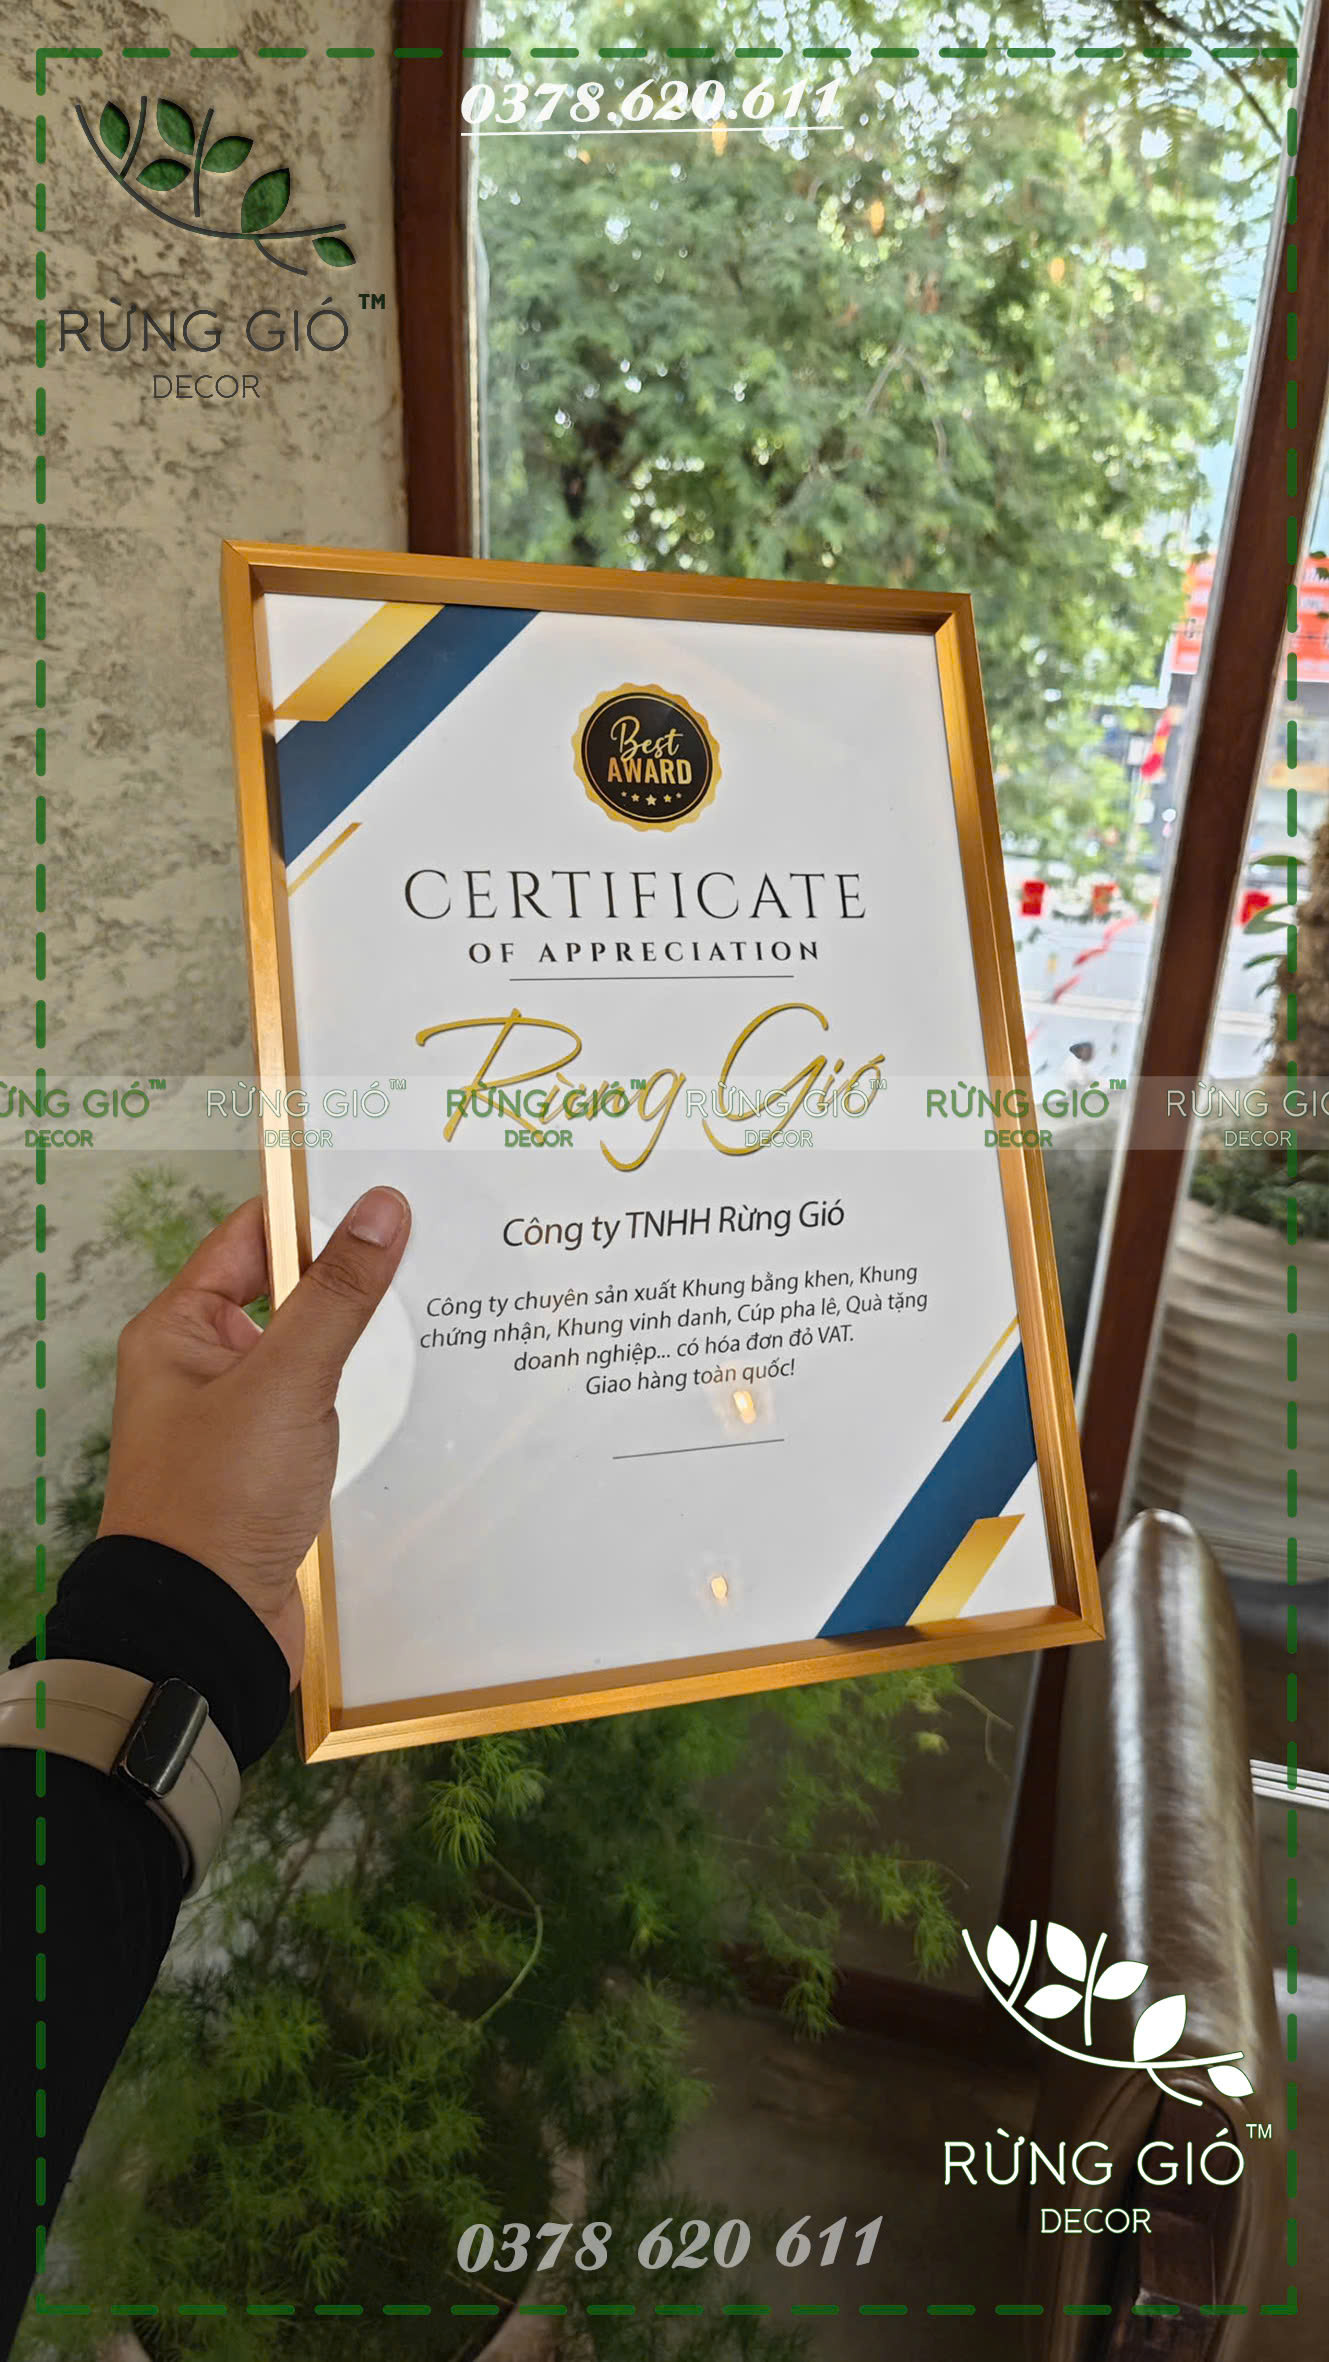 0378.620.611
RỪNG GIÓ™
DECOR
Best
AWARD
CERTIFICATE
OF APPRECIATION
Rừng Gió
RỪNG GIÓ™ RỪNG GIÓ™ RỪNG GIÓ™ RỪNG GIÓ™ RỪNG GIÓ™
DECOR DECOR DECOR DECOR DECOR DECOR
Công ty TNHH Rừng Gió
Công ty chuyên sản xuất Khung bằng khen, Khung
chứng nhận, Khung vinh danh, Cúp pha lê, Quà tặng
doanh nghiệp... có hóa đơn đỏ VAT.
Giao hàng toàn quốc!
RỪNG GIÓ™
DECOR
0378 620 611